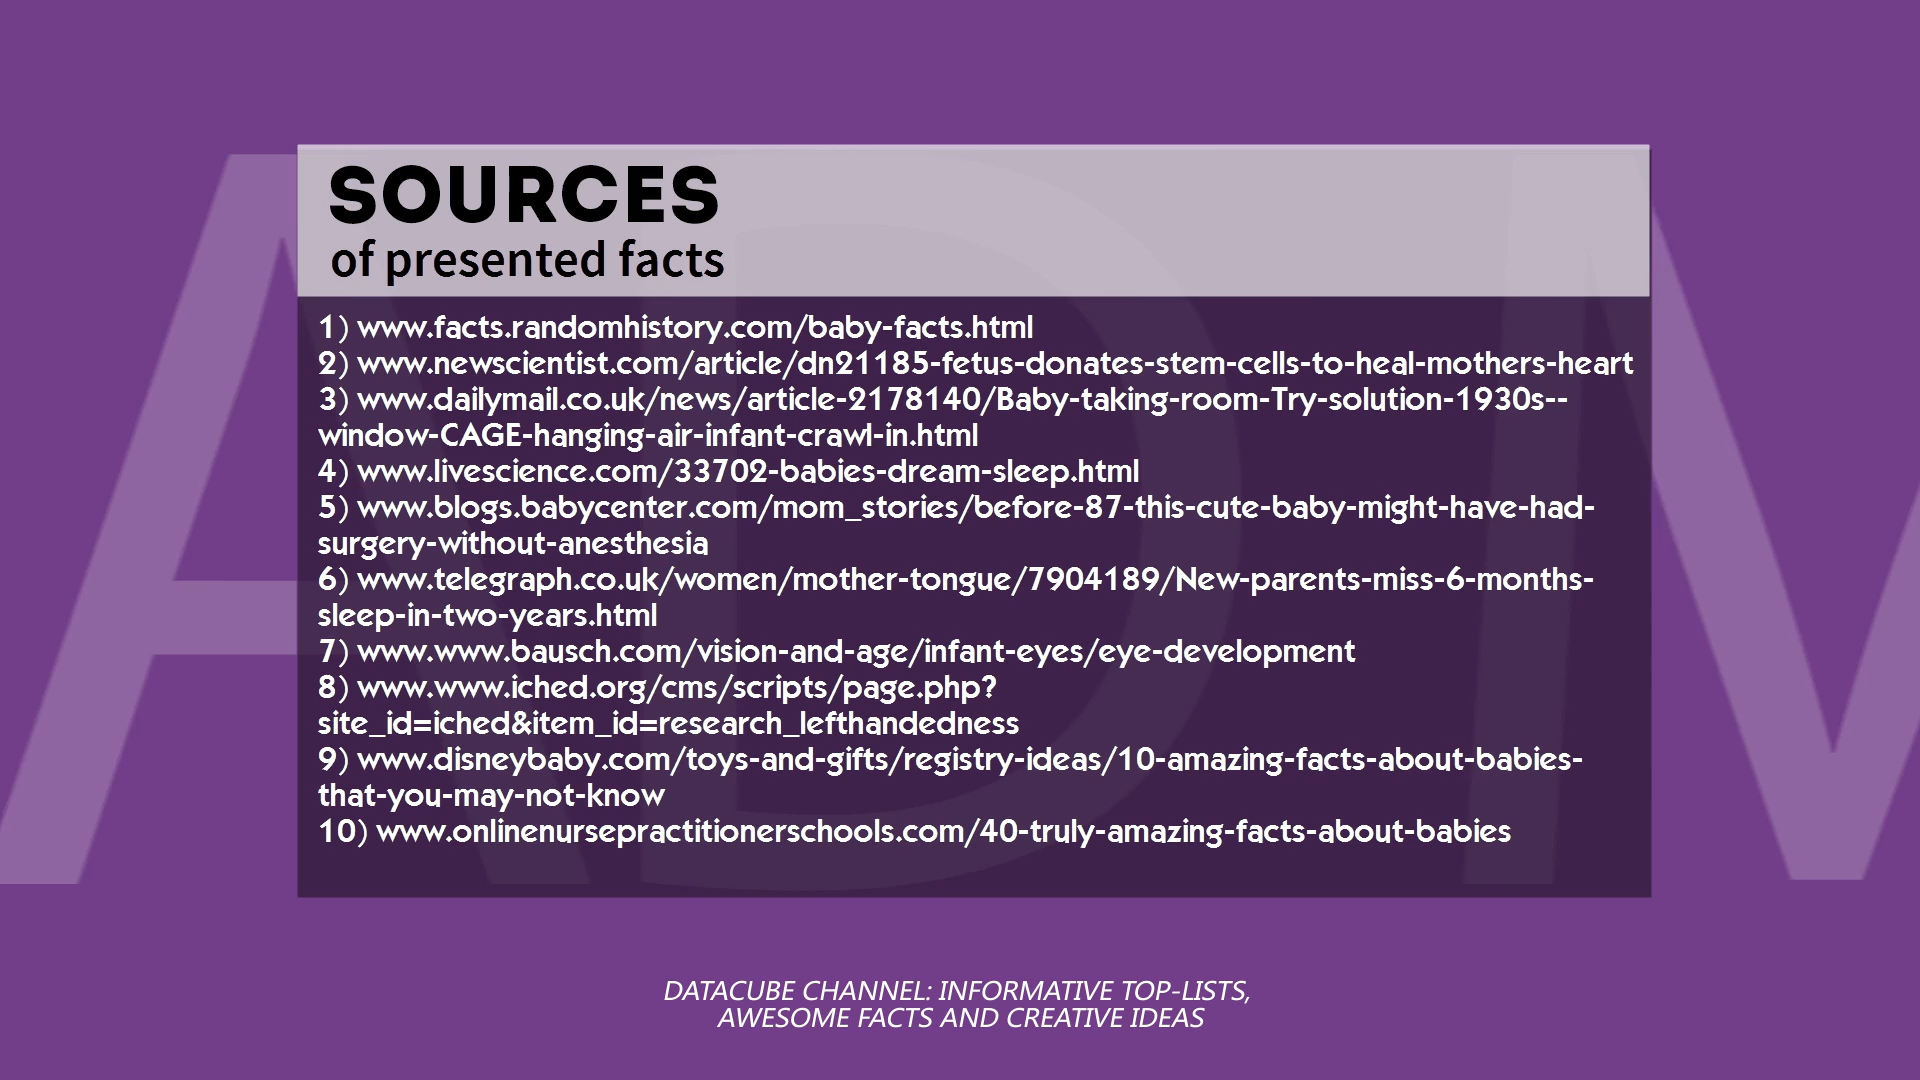 SOURCES
of presented facts
1) www.facts.randomhistory.com/baby-facts.html
2) www.newscientist.com/article/dn21185-fetus-donates-stem-cells-to-heal-mothers-heart
3) www.dailymail.co.uk/news/article-2178140/Baby-taking-room-Try-solution-1930s--
window-CAGE-hanging-air-infant-crawl-in.html
4) www.livescience.com/33702-babies-dream-sleep.html
5) www.blogs.babycenter.com/mom_stories/before-87-this-cute-baby-might-have-had-
surgery-without-anesthesia
6) www.telegraph.co.uk/women/mother-tongue/7904189/New-parents-miss-6-months-
sleep-in-two-years.html
7) www.www.bausch.com/vision-and-age/infant-eyes/eye-development
8) www.www.iched.org/cms/scripts/page.php?
site_id=iched&item_id=research_lefthandedness
9) www.disneybaby.com/toys-and-gifts/registry-ideas/10-amazing-facts-about-babies-
that-you-may-not-know
10) www.onlinenursepractitionerschools.com/40-truly-amazing-facts-about-babies
DATACUBE CHANNEL: INFORMATIVE TOP-LISTS,
AWESOME FACTS AND CREATIVE IDEAS